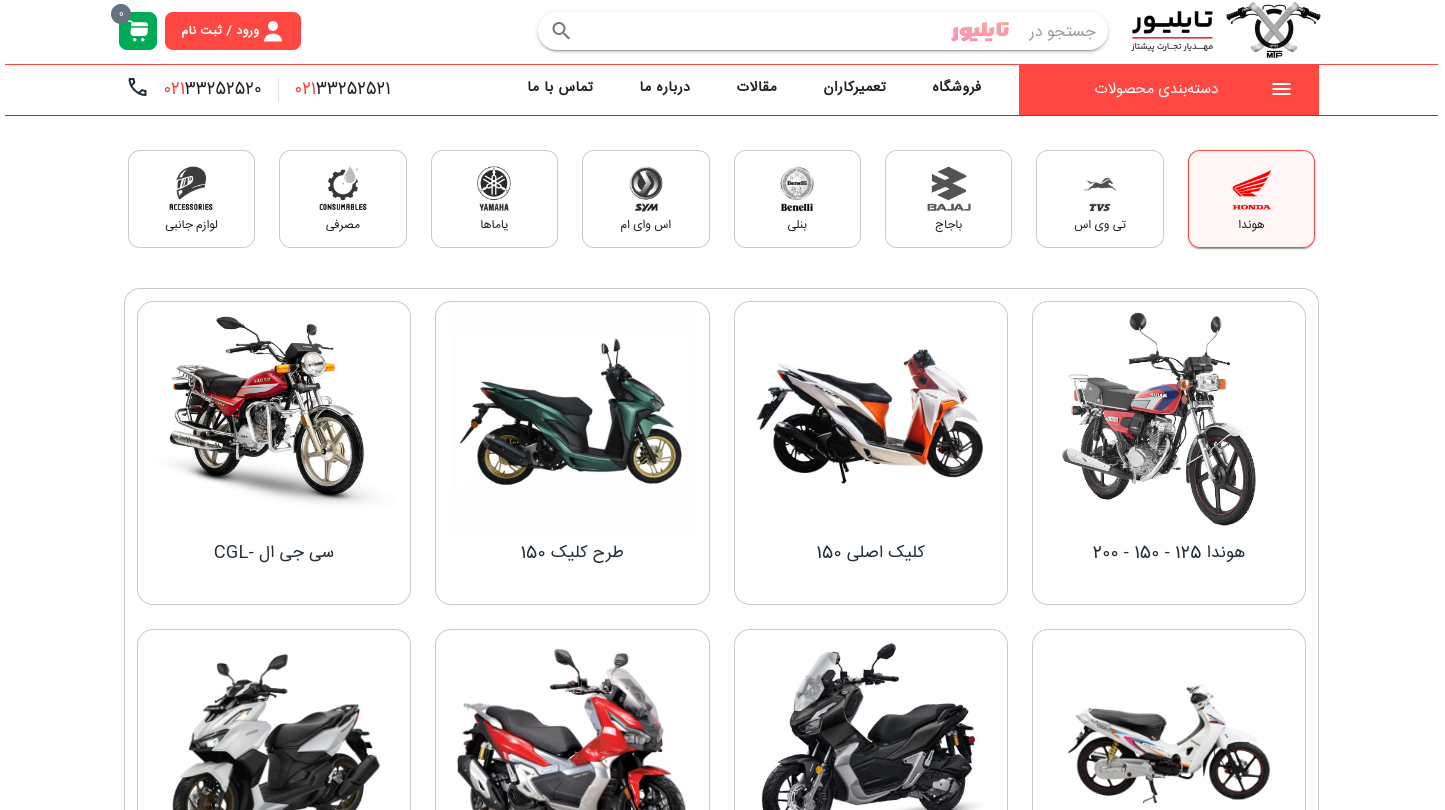 تایلیور
مهـدیار تجـارت پیشتاز
MTP
جستجو در تایلیور
ورود / ثبت نام
۰
دسته‌بندی محصولات
فروشگاه
تعمیرکاران
مقالات
درباره ما
تماس با ما
۰۲۱۳۳۲۵۲۵۲۱
۰۲۱۳۳۲۵۲۵۲۰
HONDA
هوندا
TVS
تی وی اس
BAJAJ
باجاج
Benelli
Benelli
بنلی
SYM
اس وای ام
YAMAHA
یاماها
CONSUMABLES
مصرفی
ACCESSORIES
لوازم جانبی
هوندا ۱۲۵ - ۱۵۰ - ۲۰۰
کلیک اصلی ۱۵۰
طرح کلیک ۱۵۰
سی جی ال -CGL